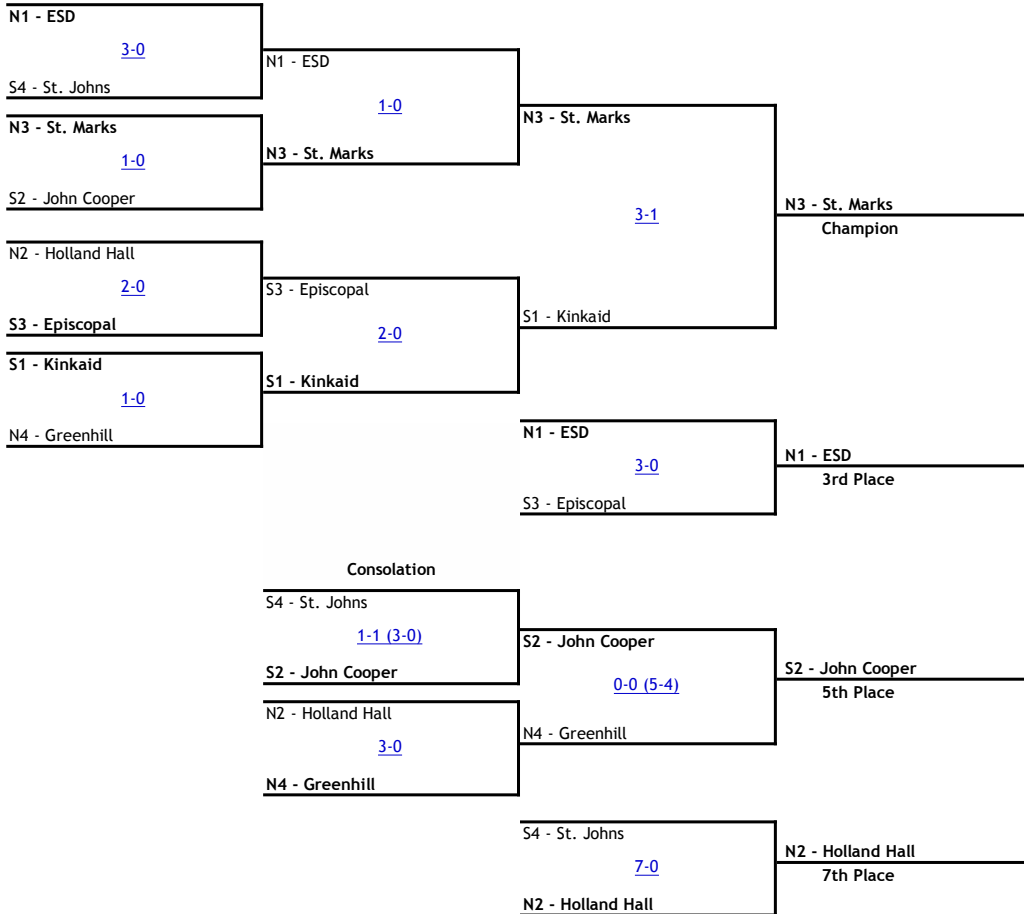 N1 - ESD
3-0
S4 - St. Johns
N3 - St. Marks
1-0
S2 - John Cooper
N2 - Holland Hall
2-0
S3 - Episcopal
S1 - Kinkaid
1-0
N4 - Greenhill
N1 - ESD
1-0
N3 - St. Marks
S3 - Episcopal
2-0
S1 - Kinkaid
N3 - St. Marks
3-1
S1 - Kinkaid
N3 - St. Marks
Champion
N1 - ESD
3-0
S3 - Episcopal
N1 - ESD
3rd Place
Consolation
S4 - St. Johns
1-1 (3-0)
S2 - John Cooper
N2 - Holland Hall
3-0
N4 - Greenhill
S2 - John Cooper
0-0 (5-4)
N4 - Greenhill
S2 - John Cooper
5th Place
S4 - St. Johns
7-0
N2 - Holland Hall
N2 - Holland Hall
7th Place